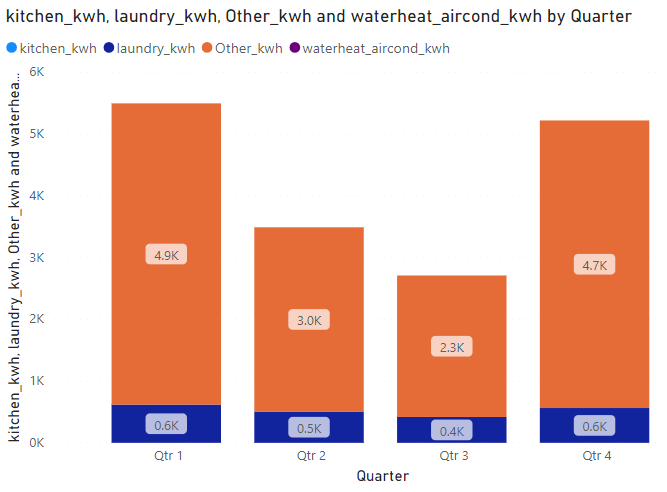 kitchen_kwh, laundry_kwh, Other_kwh and waterheat_aircond_kwh by Quarter
kitchen_kwh laundry_kwh Other_kwh waterheat_aircond_kwh
kitchen_kwh, laundry_kwh, Other_kwh and waterhea...
6K
5K
4K
3K
2K
1K
0K
4.9K
0.6K
3.0K
0.5K
2.3K
0.4K
4.7K
0.6K
Qtr 1 Qtr 2 Qtr 3 Qtr 4
Quarter